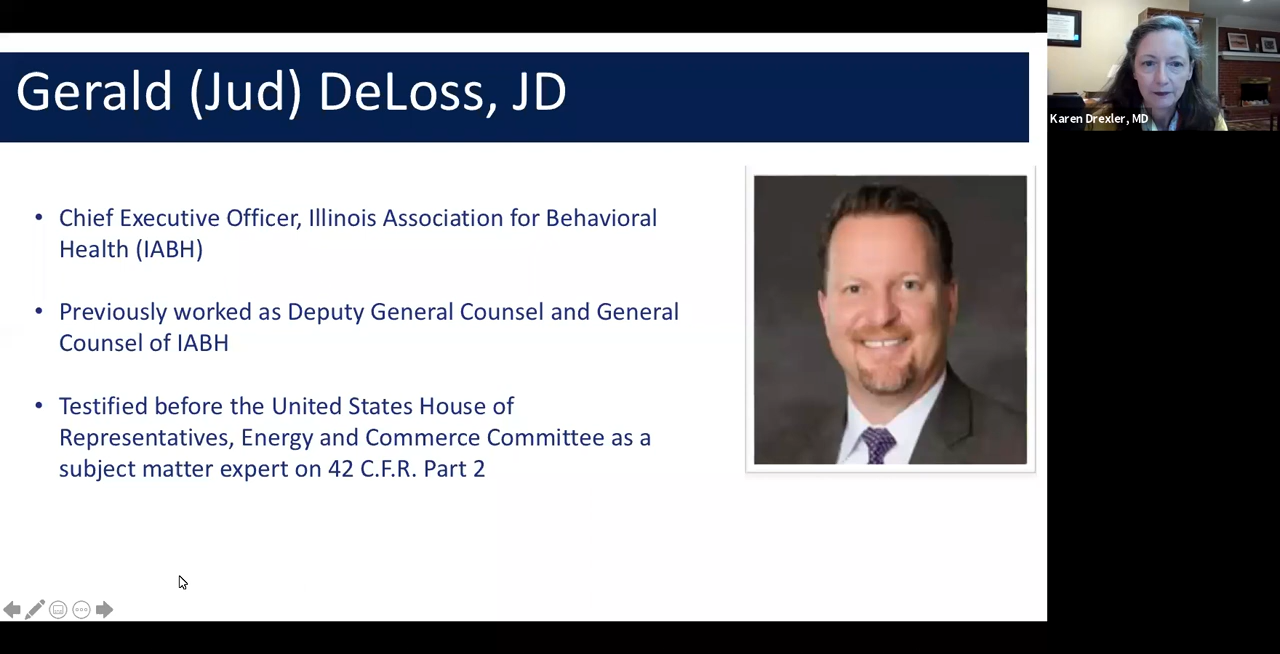 Gerald (Jud) DeLoss, JD
Karen Drexler, MD
• Chief Executive Officer, Illinois Association for Behavioral
Health (IABH)
• Previously worked as Deputy General Counsel and General
Counsel of IABH
• Testified before the United States House of
Representatives, Energy and Commerce Committee as a
subject matter expert on 42 C.F.R. Part 2